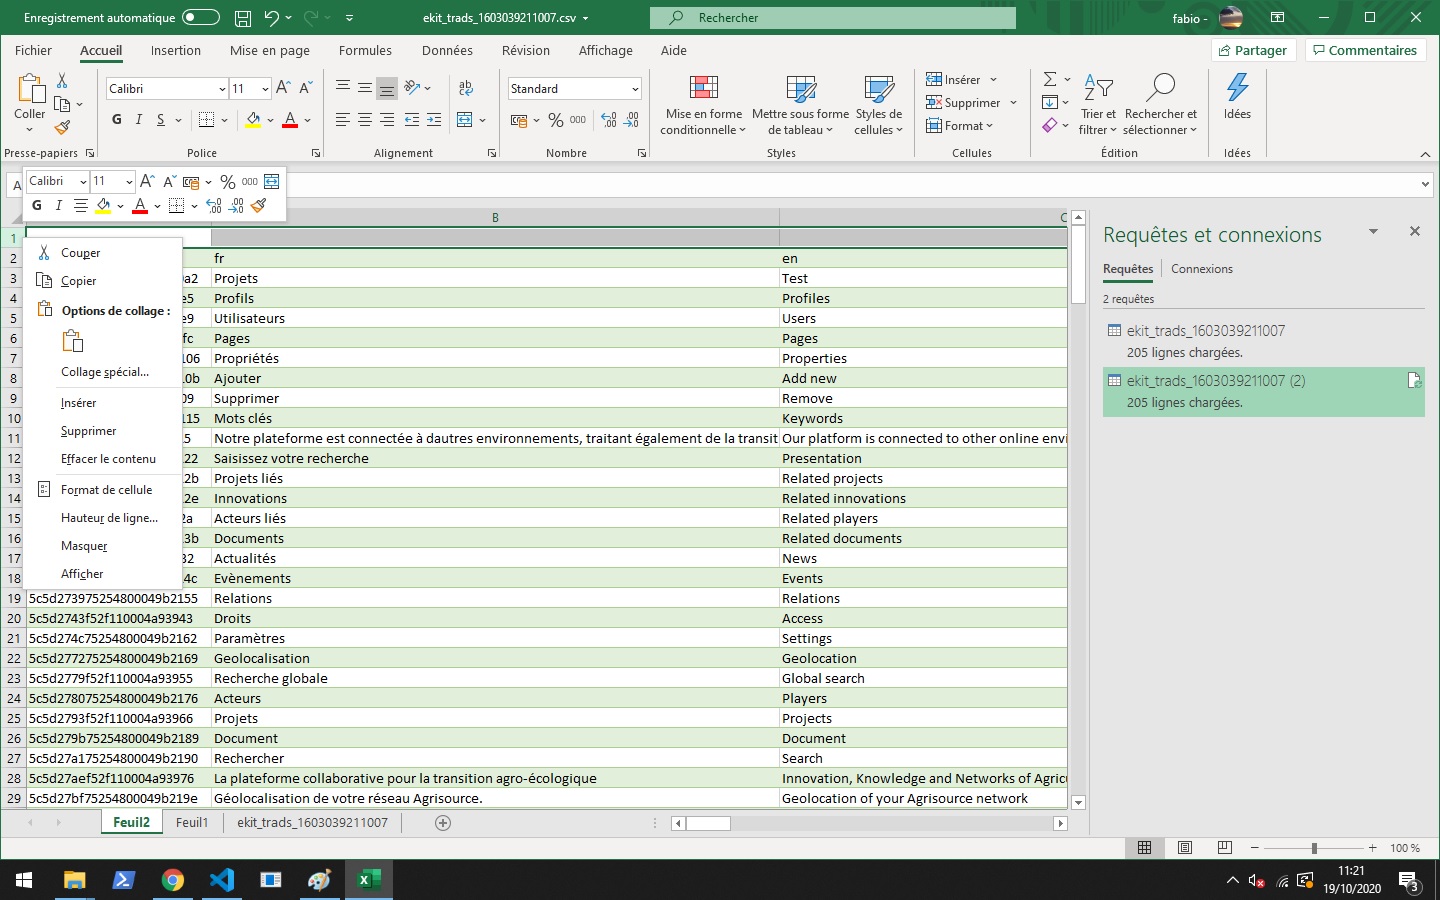 Enregistrement automatique
ekit_trads_1603039211007.csv
Rechercher
fabio -
Fichier Accueil Insertion Mise en page Formules Données Révision Affichage Aide
Partager Commentaires
Coller
Presse-papiers
Calibri 11
G I S
Police
Alignement
Standard
% 000
Nombre
Mise en forme conditionnelle
Mettre sous forme de tableau
Styles de cellules
Styles
Insérer
Supprimer
Format
Cellules
Trier et filtrer
Rechercher et sélectionner
Édition
Idées
Idées
Calibri 11 % 000
G I
A
B C
1
2 fr en
3 0a2 Projets Test
4 e5 Profils Profiles
5 e9 Utilisateurs Users
6 fc Pages Pages
7 106 Propriétés Properties
8 10b Ajouter Add new
9 09 Supprimer Remove
10 115 Mots clés Keywords
11 15 Notre plateforme est connectée à dautres environnements, traitant également de la transit Our platform is connected to other online envi
12 22 Saisissez votre recherche Presentation
13 2b Projets liés Related projects
14 2e Innovations Related innovations
15 2a Acteurs liés Related players
16 3b Documents Related documents
17 32 Actualités News
18 4c Evènements Events
19 5c5d273975254800049b2155 Relations Relations
20 5c5d2743f52f110004a93943 Droits Access
21 5c5d274c75254800049b2162 Paramètres Settings
22 5c5d277275254800049b2169 Geolocalisation Geolocation
23 5c5d2779f52f110004a93955 Recherche globale Global search
24 5c5d278075254800049b2176 Acteurs Players
25 5c5d2793f52f110004a93966 Projets Projects
26 5c5d279b75254800049b2189 Document Document
27 5c5d27a175254800049b2190 Rechercher Search
28 5c5d27aef52f110004a93976 La plateforme collaborative pour la transition agro-écologique Innovation, Knowledge and Networks of Agricu
29 5c5d27bf75254800049b219e Géolocalisation de votre réseau Agrisource. Geolocation of your Agrisource network
Couper
Copier
Options de collage :
Collage spécial...
Insérer
Supprimer
Effacer le contenu
Format de cellule
Hauteur de ligne...
Masquer
Afficher
Requêtes et connexions
Requêtes Connexions
2 requêtes
ekit_trads_1603039211007
205 lignes chargées.
ekit_trads_1603039211007 (2)
205 lignes chargées.
Feuil2 Feuil1 ekit_trads_1603039211007
100 %
11:21
19/10/2020
3